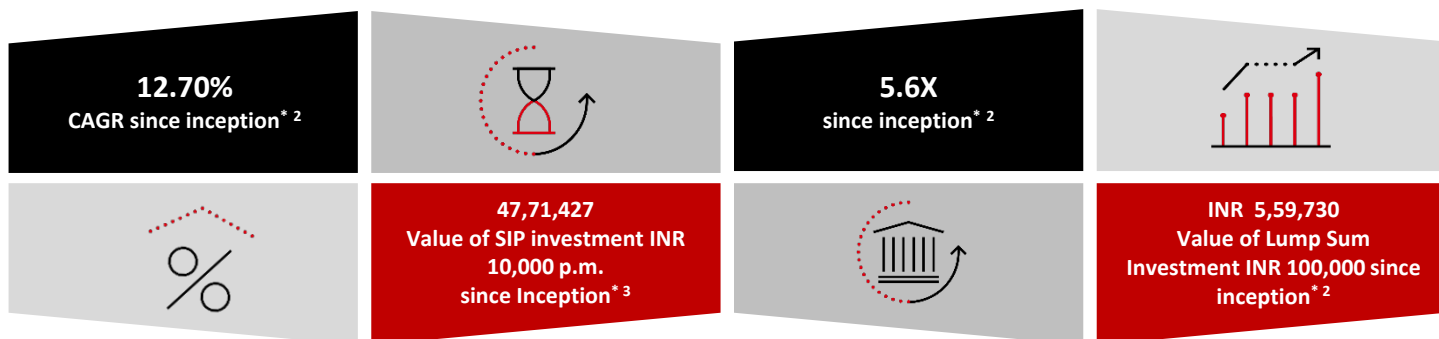 12.70%
CAGR since inception* 2
5.6X
since inception* 2
47,71,427
Value of SIP investment INR
10,000 p.m.
since Inception* 3
INR 5,59,730
Value of Lump Sum
Investment INR 100,000 since
inception* 2